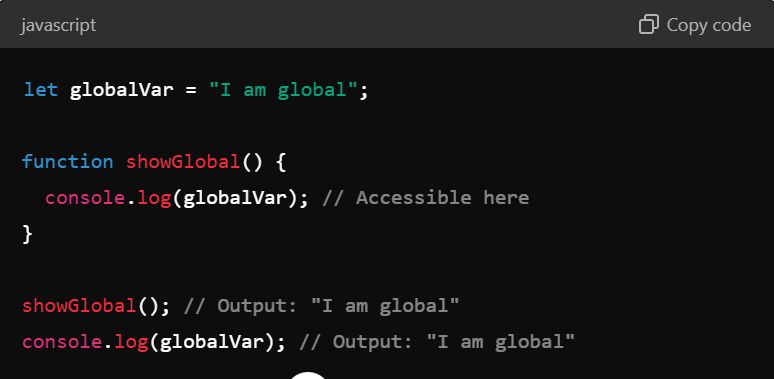 javascript
Copy code
let globalVar = "I am global";
function showGlobal() {
  console.log(globalVar); // Accessible here
}
showGlobal(); // Output: "I am global"
console.log(globalVar); // Output: "I am global"